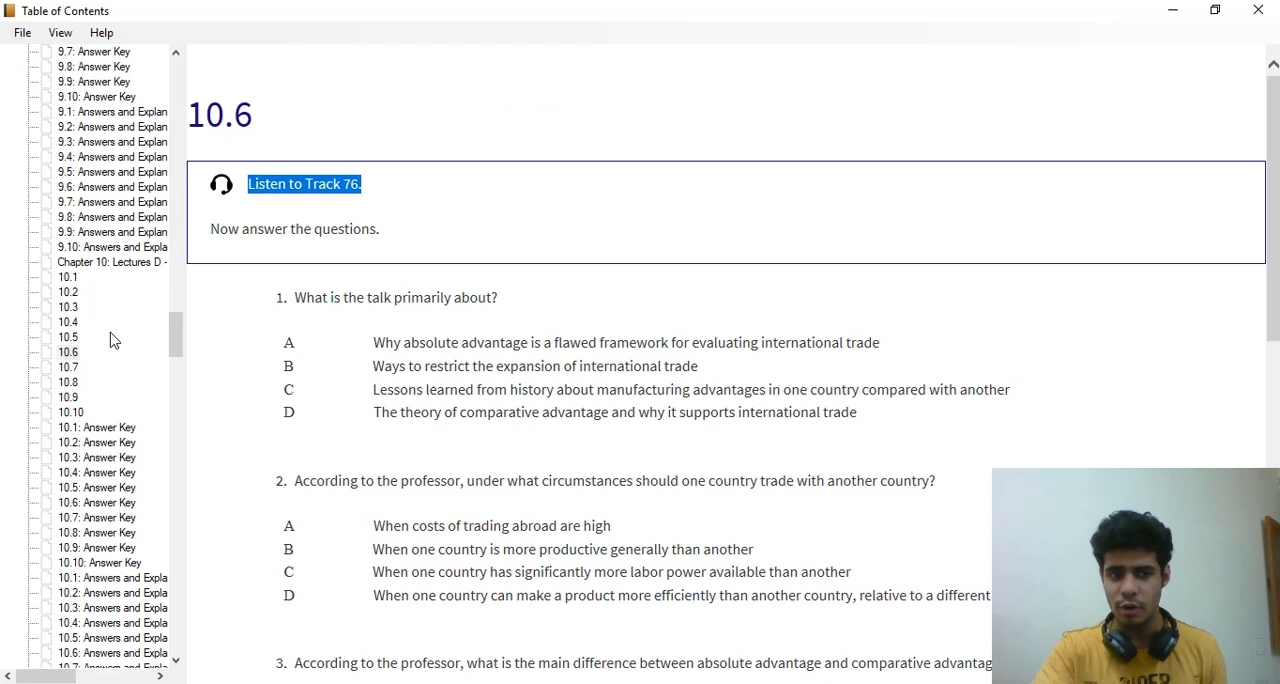 Table of Contents
File View Help
9.7: Answer Key
9.8: Answer Key
9.9: Answer Key
9.10: Answer Key
9.1: Answers and Explan
9.2: Answers and Explan
9.3: Answers and Explan
9.4: Answers and Explan
9.5: Answers and Explan
9.6: Answers and Explan
9.7: Answers and Explan
9.8: Answers and Explan
9.9: Answers and Explan
9.10: Answers and Expla
Chapter 10: Lectures D -
10.1
10.2
10.3
10.4
10.5
10.6
10.7
10.8
10.9
10.10
10.1: Answer Key
10.2: Answer Key
10.3: Answer Key
10.4: Answer Key
10.5: Answer Key
10.6: Answer Key
10.7: Answer Key
10.8: Answer Key
10.9: Answer Key
10.10: Answer Key
10.1: Answers and Expla
10.2: Answers and Expla
10.3: Answers and Expla
10.4: Answers and Expla
10.5: Answers and Expla
10.6: Answers and Expla
10.7: Answers and Expla
10.6
Listen to Track 76.
Now answer the questions.
1. What is the talk primarily about?
A Why absolute advantage is a flawed framework for evaluating international trade
B Ways to restrict the expansion of international trade
C Lessons learned from history about manufacturing advantages in one country compared with another
D The theory of comparative advantage and why it supports international trade
2. According to the professor, under what circumstances should one country trade with another country?
A When costs of trading abroad are high
B When one country is more productive generally than another
C When one country has significantly more labor power available than another
D When one country can make a product more efficiently than another country, relative to a different
3. According to the professor, what is the main difference between absolute advantage and comparative advantag